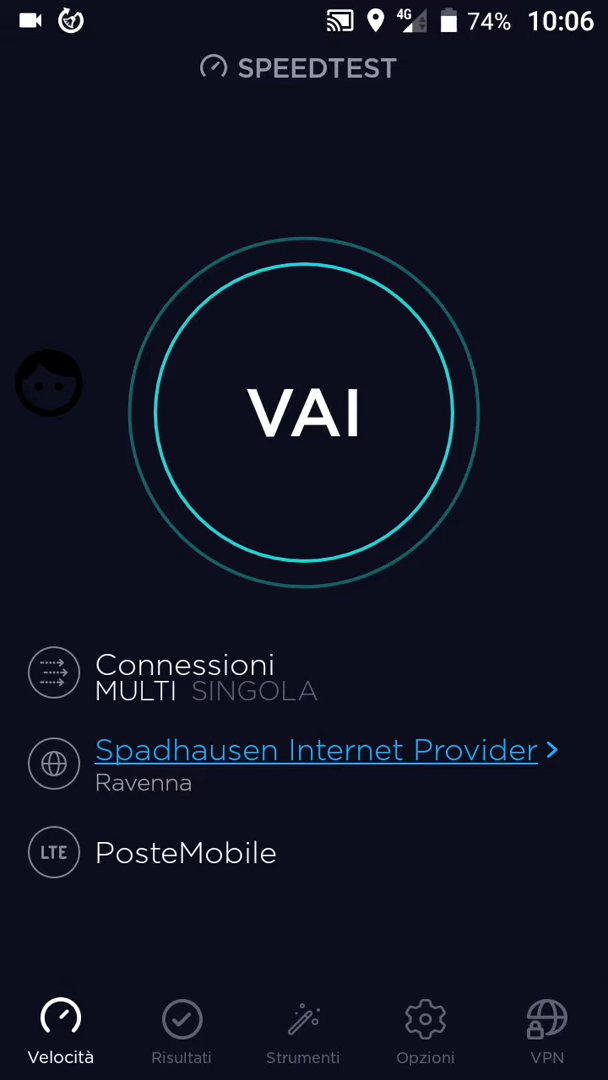 4G 74% 10:06
SPEEDTEST
VAI
Connessioni
MULTI SINGOLA
Spadhausen Internet Provider
Ravenna
LTE PosteMobile
Velocità Risultati Strumenti Opzioni VPN